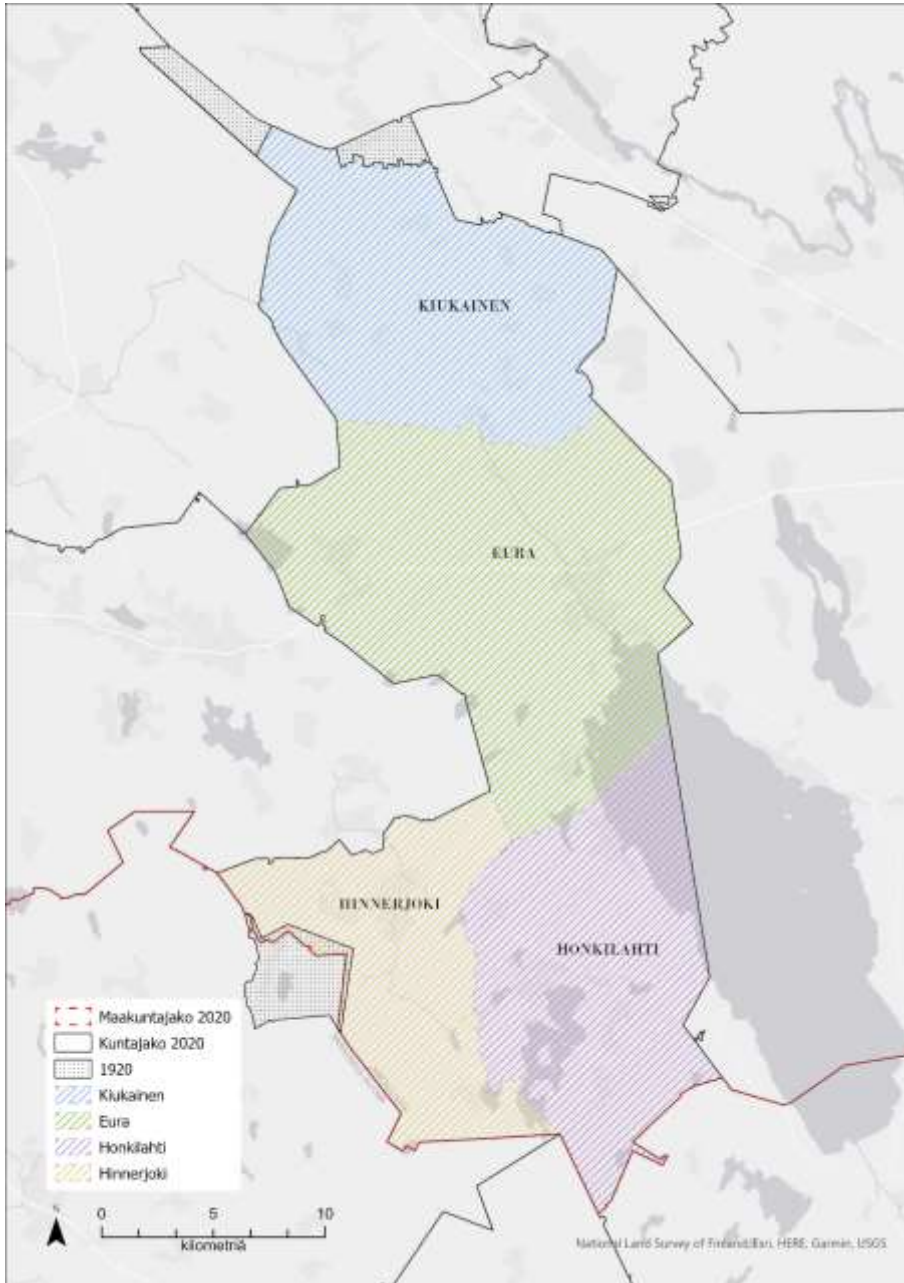 KIUKAINEN
EURA
HINNERJOKI
HONKILAHTI
Maakuntajako 2020
Kuntajako 2020
1920
Kiukainen
Eura
Honkilahti
Hinnerjoki
0 5 10
kilometriä
National Land Survey of Finland, Esri, HERE, Garmin, USGS